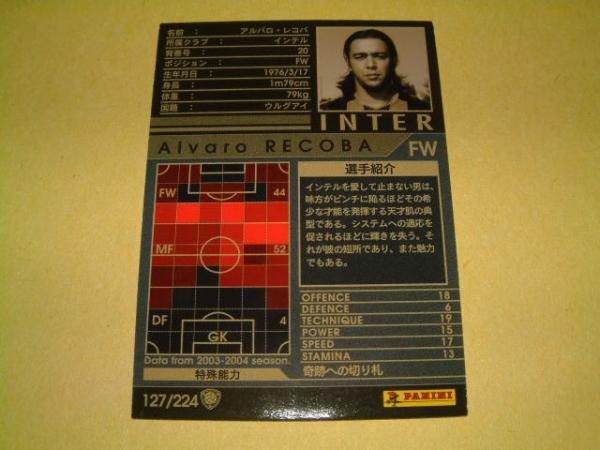 名前 : アルバロ・レコバ
所属クラブ : インテル
背番号 : 20
ポジション : FW
生年月日 : 1976/3/17
身長 : 1m79cm
体重 : 79kg
国籍 : ウルグアイ
INTER
Alvaro RECOBA FW
FW 44
MF 52
DF 4
GK
Data from 2003-2004 season.
選手紹介
インテルを愛して止まない男は、
味方がピンチに陥るほどその希
少な才能を発揮する天才肌の典
型である。システムへの適応を
促されるほどに輝きを失う。そ
れが彼の短所であり、また魅力
でもある。
OFFENCE 18
DEFENCE 6
TECHNIQUE 19
POWER 15
SPEED 17
STAMINA 13
特殊能力 奇跡への切り札
127/224
PANINI